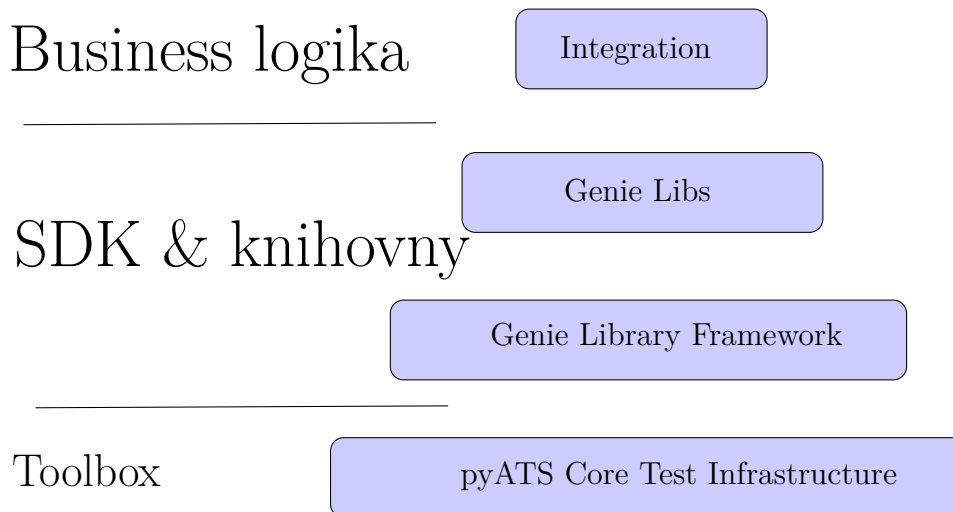 Business logika
Integration
Genie Libs
SDK & knihovny
Genie Library Framework
Toolbox
pyATS Core Test Infrastructure